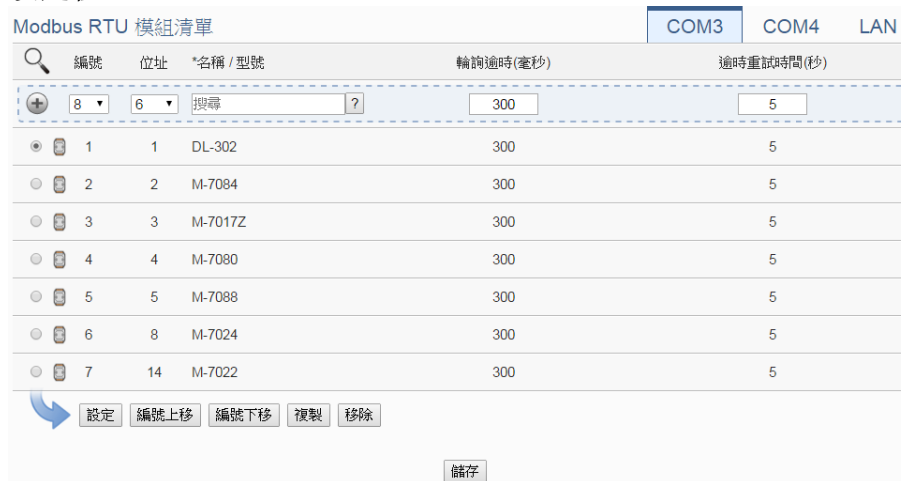 Modbus RTU 模組清單 COM3 COM4 LAN
編號 位址 *名稱 / 型號 輪詢逾時(毫秒) 逾時重試時間(秒)
8 6 搜尋 ? 300 5
1 1 DL-302 300 5
2 2 M-7084 300 5
3 3 M-7017Z 300 5
4 4 M-7080 300 5
5 5 M-7088 300 5
6 8 M-7024 300 5
7 14 M-7022 300 5
設定 編號上移 編號下移 複製 移除
儲存